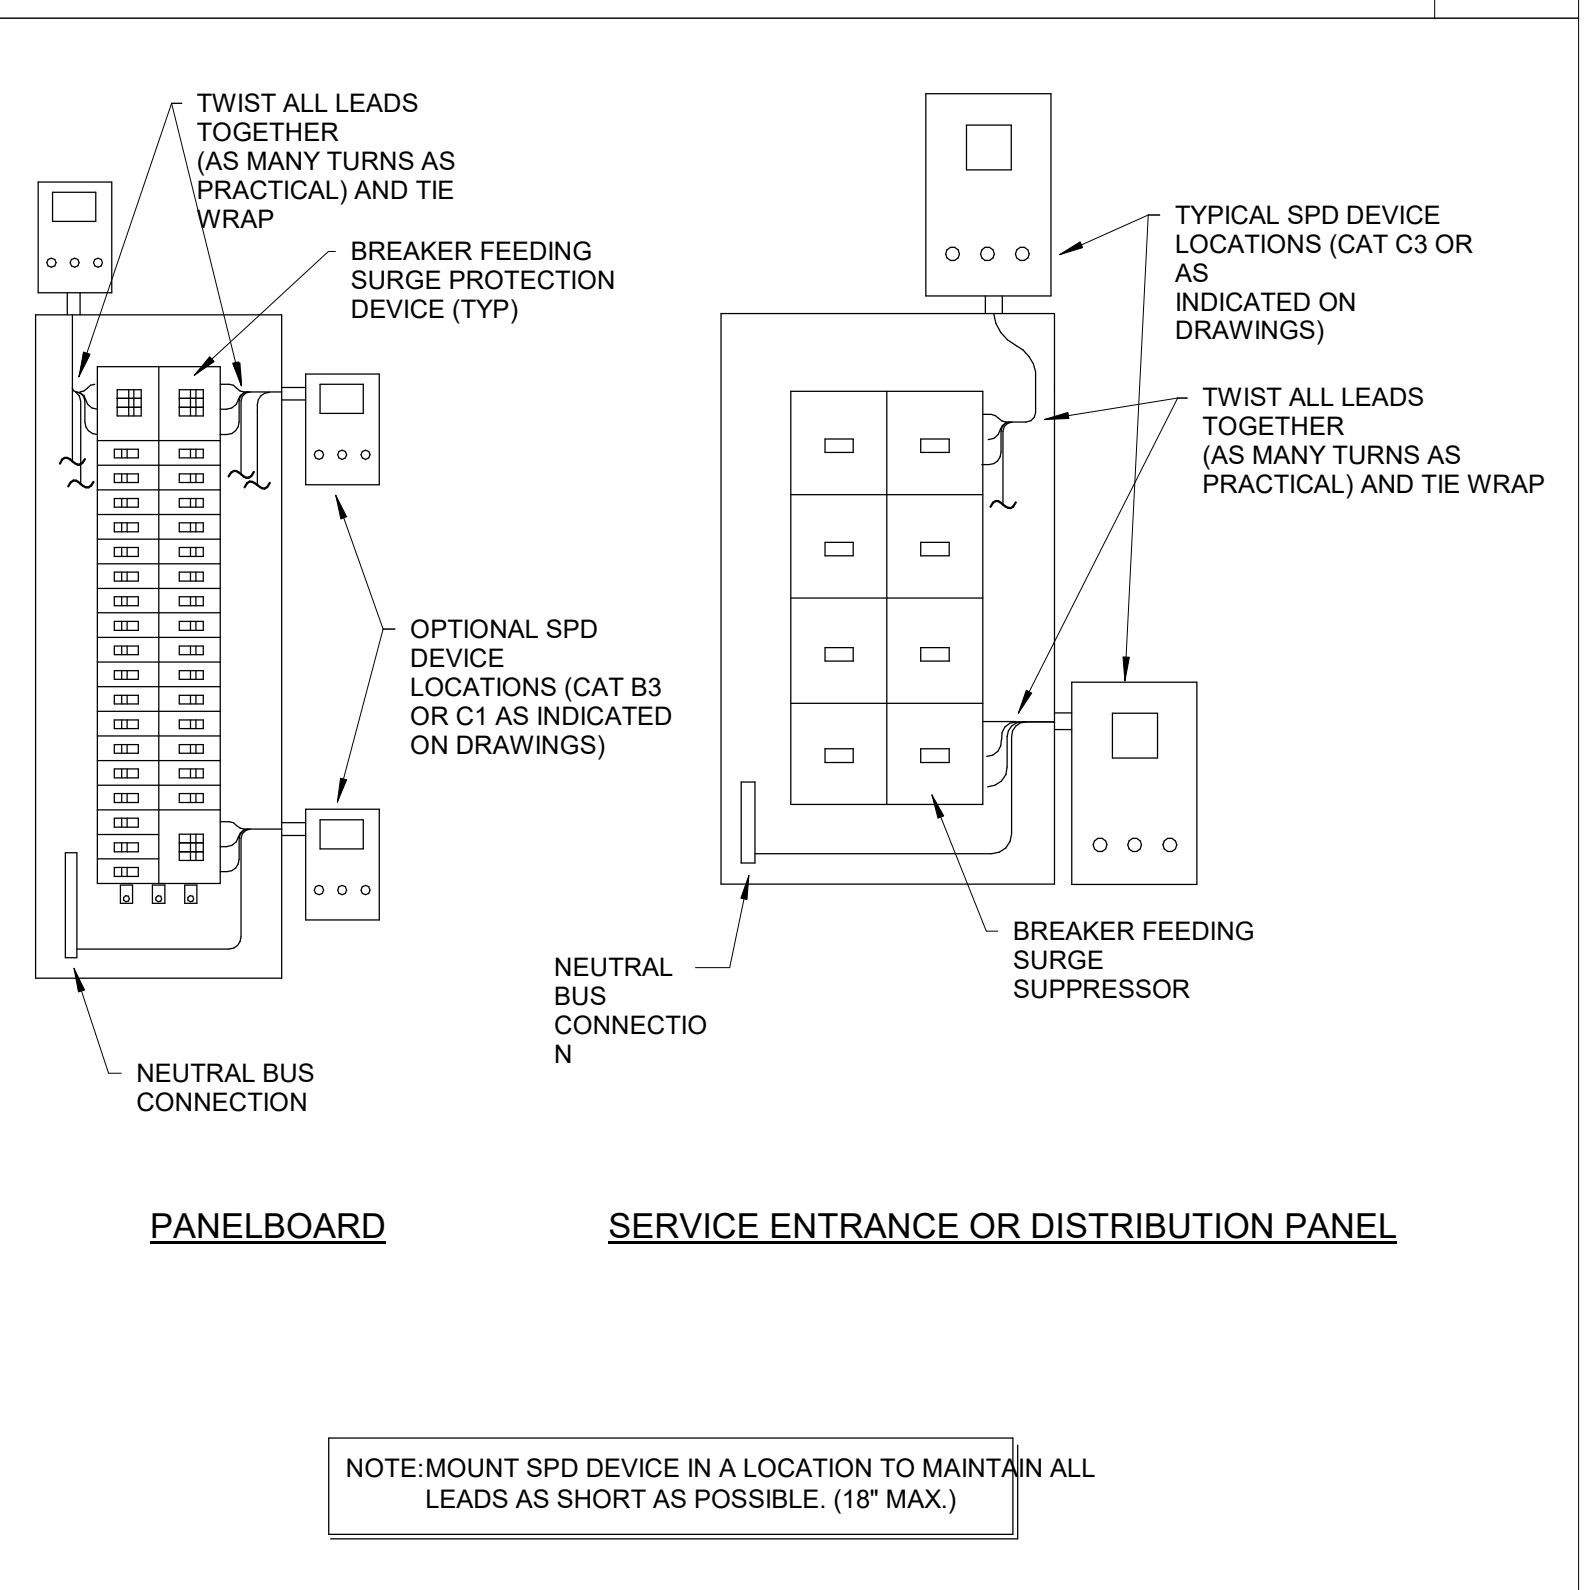 TWIST ALL LEADS
TOGETHER
(AS MANY TURNS AS
PRACTICAL) AND TIE
WRAP
BREAKER FEEDING
SURGE PROTECTION
DEVICE (TYP)
OPTIONAL SPD
DEVICE
LOCATIONS (CAT B3
OR C1 AS INDICATED
ON DRAWINGS)
NEUTRAL BUS
CONNECTION
PANELBOARD
TYPICAL SPD DEVICE
LOCATIONS (CAT C3 OR
AS
INDICATED ON
DRAWINGS)
TWIST ALL LEADS
TOGETHER
(AS MANY TURNS AS
PRACTICAL) AND TIE WRAP
BREAKER FEEDING
SURGE
SUPPRESSOR
NEUTRAL
BUS
CONNECTIO
N
SERVICE ENTRANCE OR DISTRIBUTION PANEL
NOTE:MOUNT SPD DEVICE IN A LOCATION TO MAINTAIN ALL
LEADS AS SHORT AS POSSIBLE. (18" MAX.)